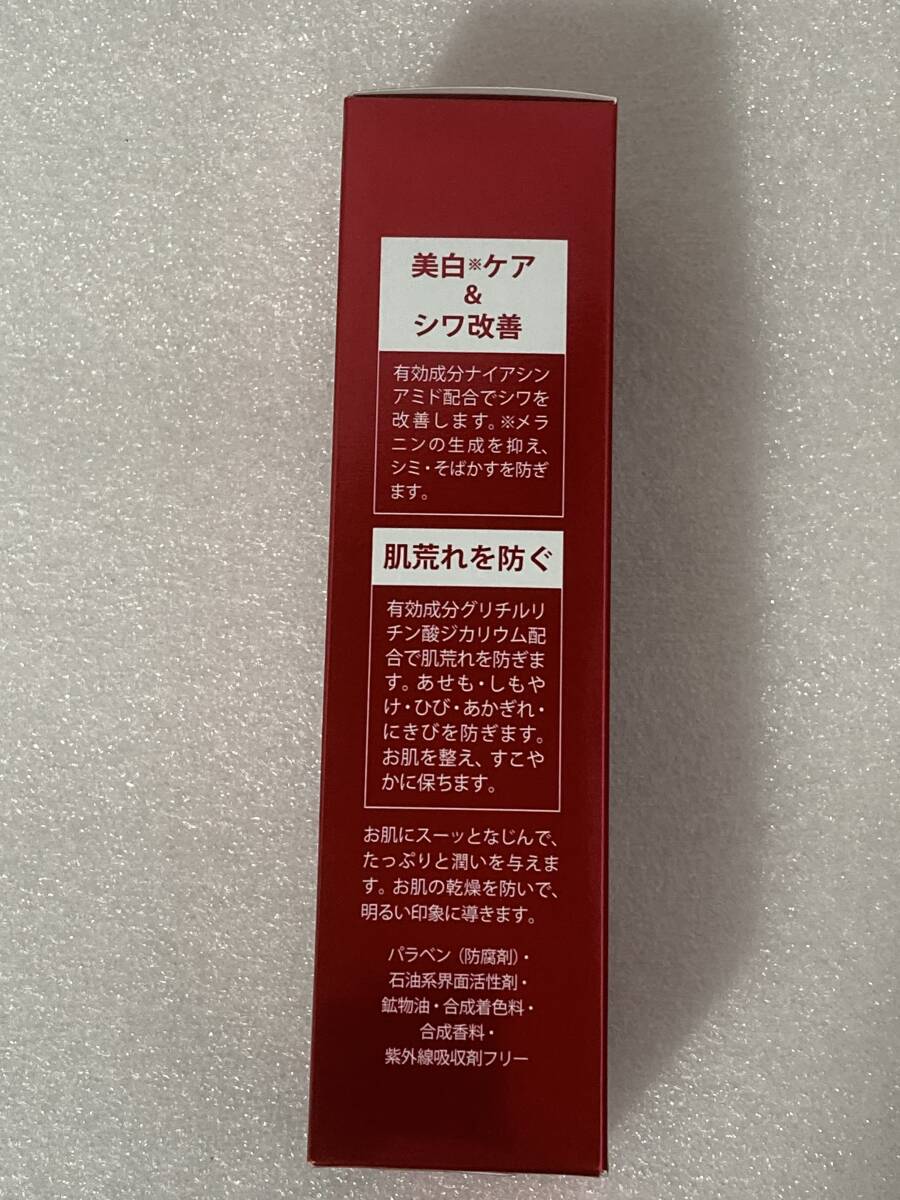 美白※ケア
&
シワ改善
有効成分ナイアシン
アミド配合でシワを
改善します。※メラ
ニンの生成を抑え、
シミ・そばかすを防ぎ
ます。
肌荒れを防ぐ
有効成分グリチルリ
チン酸ジカリウム配
合で肌荒れを防ぎま
す。あせも・しもや
け・ひび・あかぎれ・
にきびを防ぎます。
お肌を整え、すこや
かに保ちます。
お肌にスーッとなじんで、
たっぷりと潤いを与えま
す。お肌の乾燥を防いで、
明るい印象に導きます。
パラベン（防腐剤）・
石油系界面活性剤・
鉱物油・合成着色料・
合成香料・
紫外線吸収剤フリー